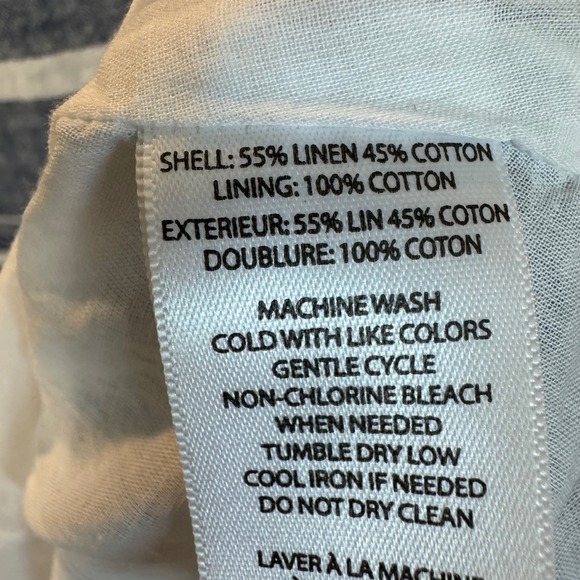 SHELL: 55% LINEN 45% COTTON
LINING: 100% COTTON
EXTERIEUR: 55% LIN 45% COTON
DOUBLURE: 100% COTON
MACHINE WASH
COLD WITH LIKE COLORS
GENTLE CYCLE
NON-CHLORINE BLEACH
WHEN NEEDED
TUMBLE DRY LOW
COOL IRON IF NEEDED
DO NOT DRY CLEAN
LAVER À LA MACHINE